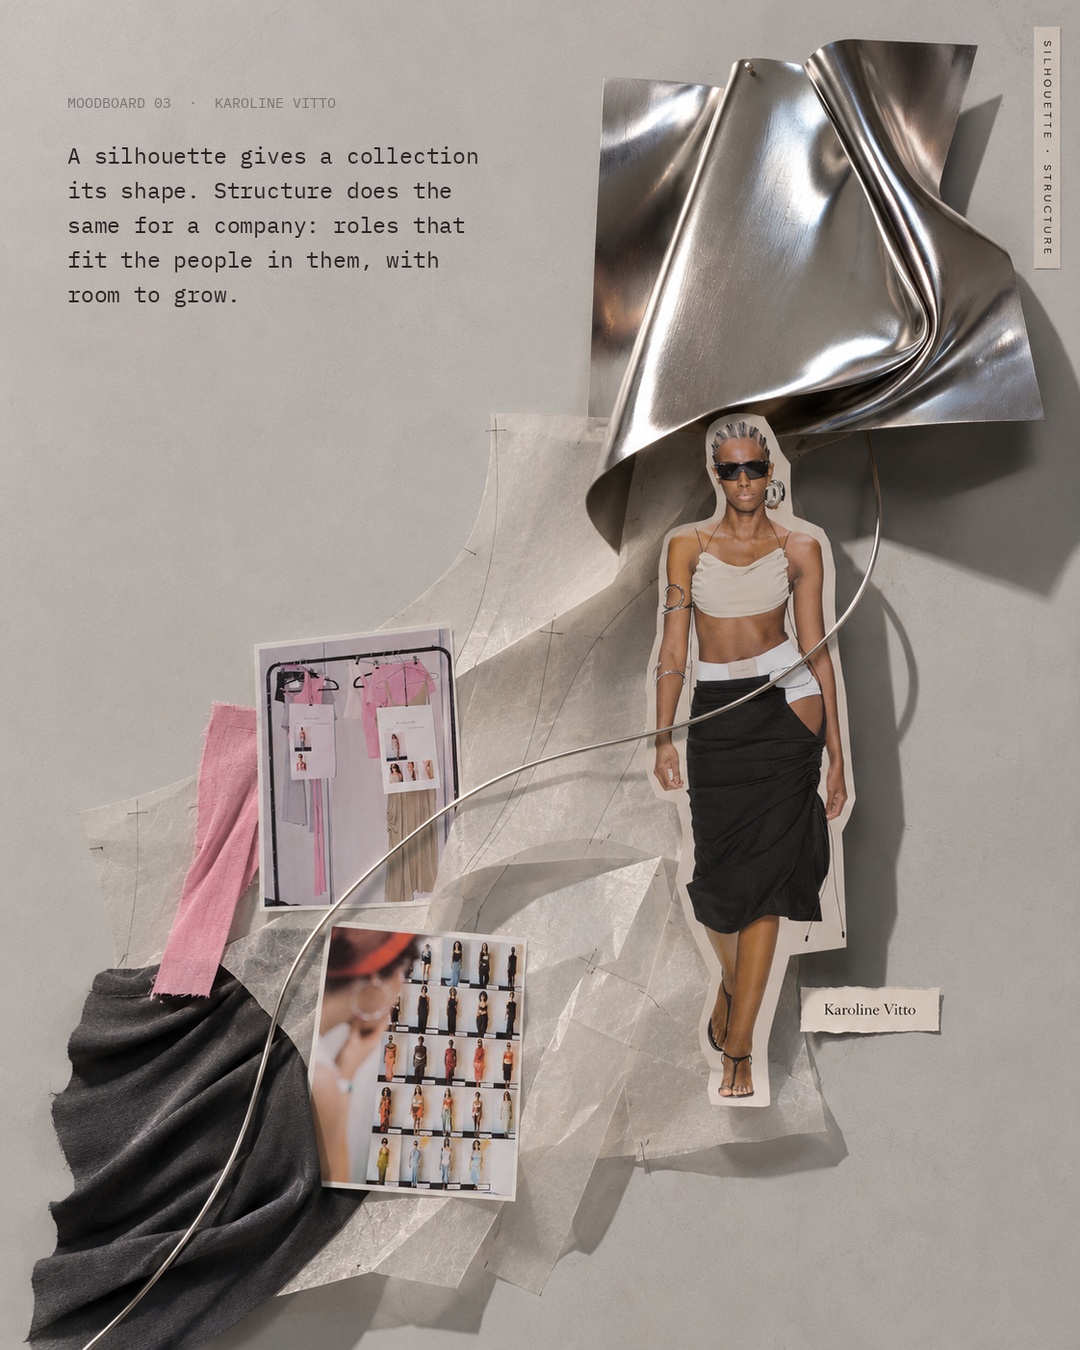 MOODBOARD 03 · KAROLINE VITTO
A silhouette gives a collection
its shape. Structure does the
same for a company: roles that
fit the people in them, with
room to grow.
SILHOUETTE · STRUCTURE
Karoline Vitto